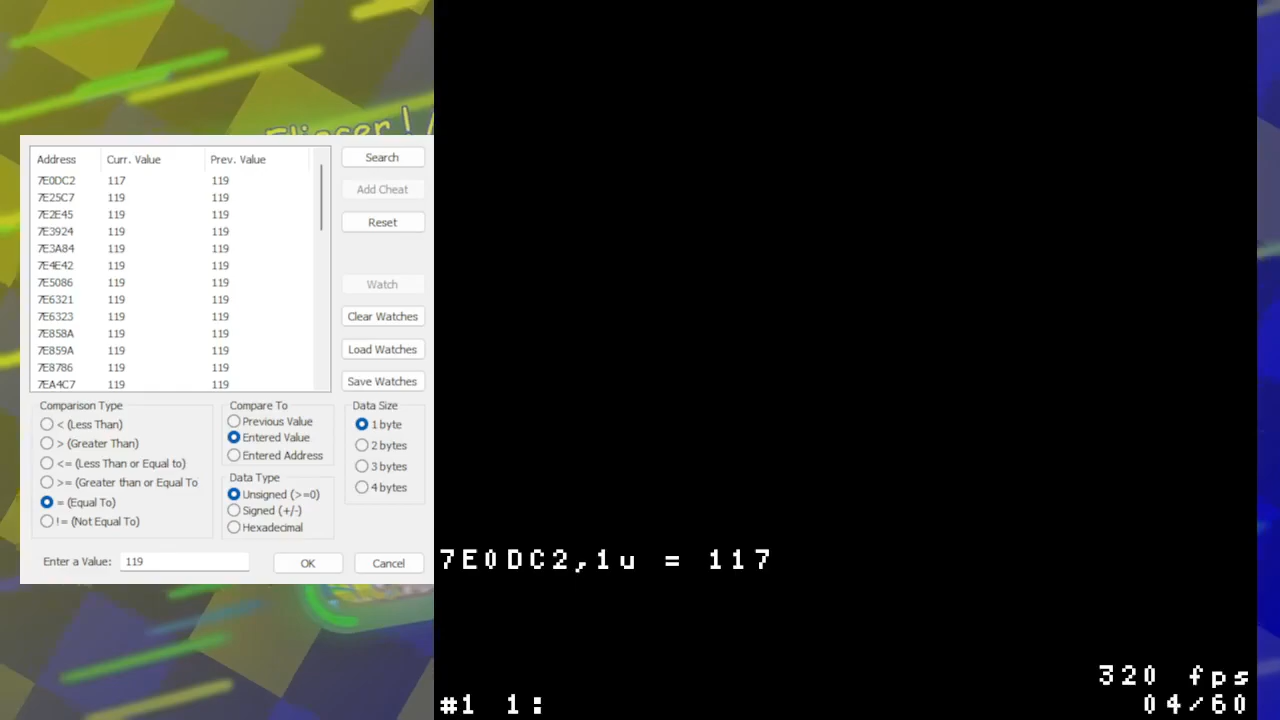 Address Curr. Value Prev. Value
7E0DC2 117 119
7E25C7 119 119
7E2E45 119 119
7E3924 119 119
7E3A84 119 119
7E4E42 119 119
7E5086 119 119
7E6321 119 119
7E6323 119 119
7E858A 119 119
7E859A 119 119
7E8786 119 119
7EA4C7 119 119
Search
Add Cheat
Reset
Watch
Clear Watches
Load Watches
Save Watches
Comparison Type
< (Less Than)
> (Greater Than)
<= (Less Than or Equal to)
>= (Greater than or Equal To
= (Equal To)
!= (Not Equal To)
Compare To
Previous Value
Entered Value
Entered Address
Data Type
Unsigned (>=0)
Signed (+/-)
Hexadecimal
Data Size
1 byte
2 bytes
3 bytes
4 bytes
Enter a Value: 119
OK
Cancel
7E0DC2,1u = 117
320 fps
#1 1:
04/60